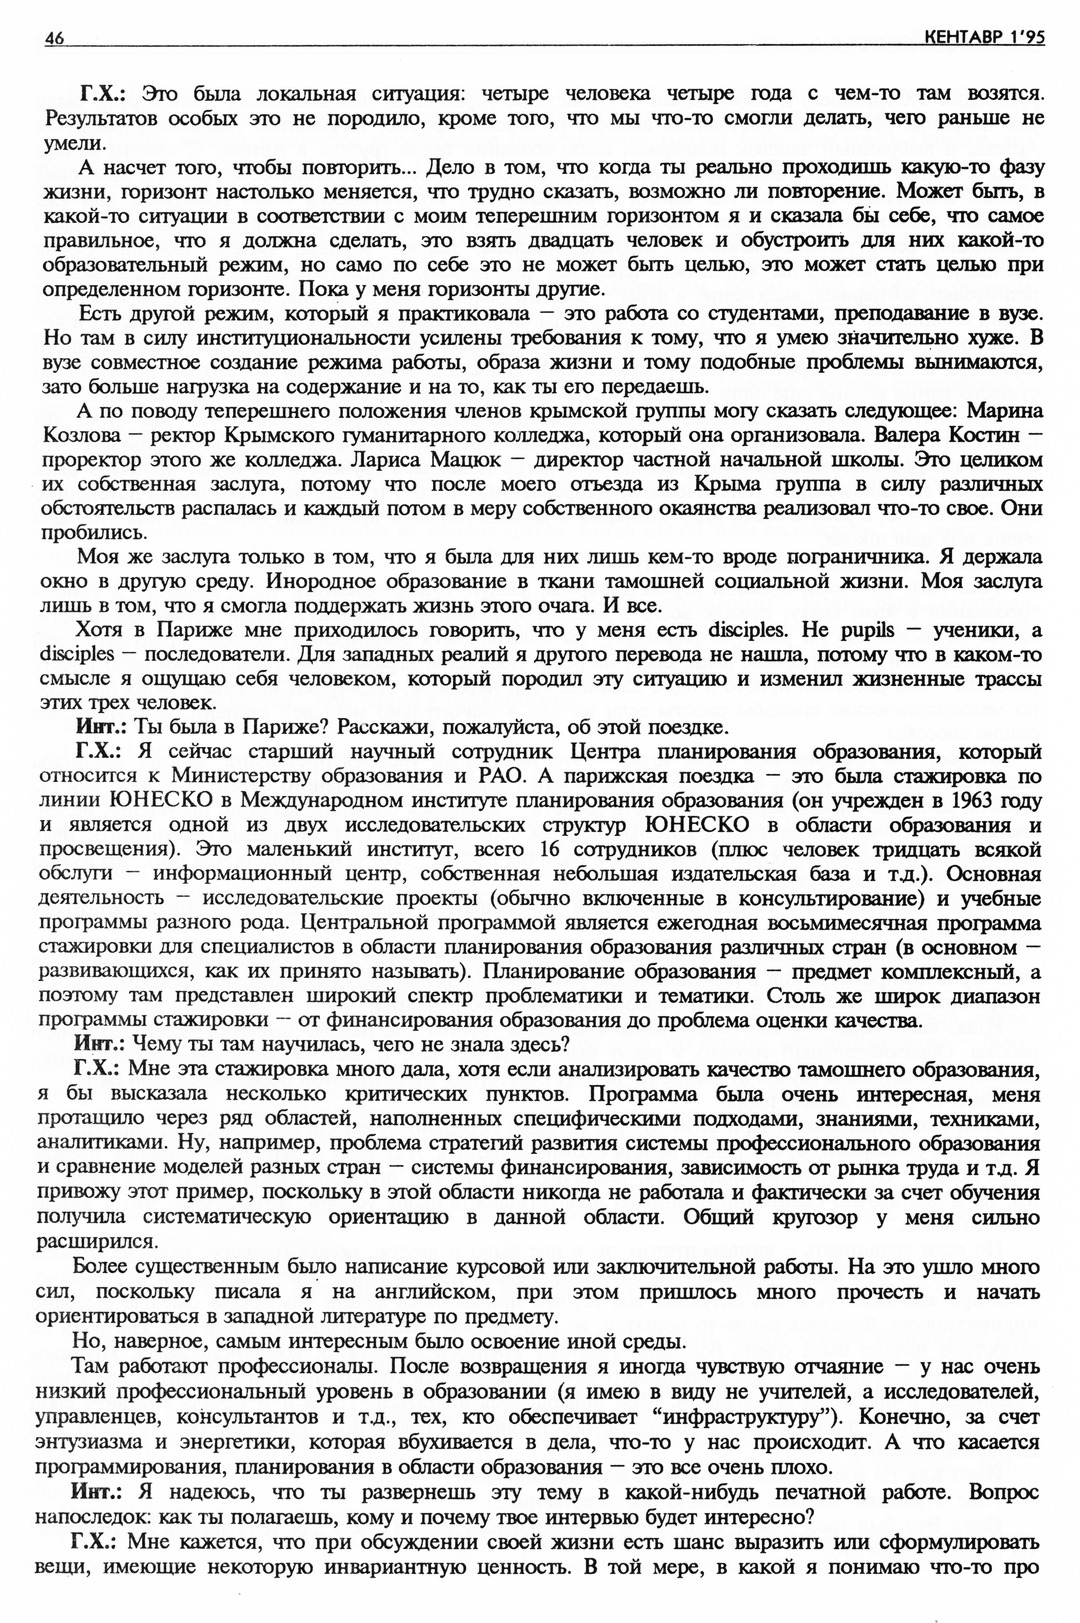 46 КЕНТАВР 1'95
Г.Х.: Это была локальная ситуация: четыре человека четыре года с чем-то там возятся.
Результатов особых это не породило, кроме того, что мы что-то смогли делать, чего раньше не
умели.
А насчет того, чтобы повторить... Дело в том, что когда ты реально проходишь какую-то фазу
жизни, горизонт настолько меняется, что трудно сказать, возможно ли повторение. Может быть, в
какой-то ситуации в соответствии с моим теперешним горизонтом я и сказала бы себе, что самое
правильное, что я должна сделать, это взять двадцать человек и обустроить для них какой-то
образовательный режим, но само по себе это не может быть целью, это может стать целью при
определенном горизонте. Пока у меня горизонты другие.
Есть другой режим, который я практиковала — это работа со студентами, преподавание в вузе.
Но там в силу институциональности усилены требования к тому, что я умею значительно хуже. В
вузе совместное создание режима работы, образа жизни и тому подобные проблемы вынимаются,
зато больше нагрузка на содержание и на то, как ты его передаешь.
А по поводу теперешнего положения членов крымской группы могу сказать следующее: Марина
Козлова — ректор Крымского гуманитарного колледжа, который она организовала. Валера Костин —
проректор этого же колледжа. Лариса Мацюк — директор частной начальной школы. Это целиком
их собственная заслуга, потому что после моего отъезда из Крыма группа в силу различных
обстоятельств распалась и каждый потом в меру собственного окаянства реализовал что-то свое. Они
пробились.
Моя же заслуга только в том, что я была для них лишь кем-то вроде пограничника. Я держала
окно в другую среду. Инородное образование в ткани тамошней социальной жизни. Моя заслуга
лишь в том, что я смогла поддержать жизнь этого очага. И все.
Хотя в Париже мне приходилось говорить, что у меня есть disciples. Не pupils — ученики, а
disciples — последователи. Для западных реалий я другого перевода не нашла, потому что в каком-то
смысле я ощущаю себя человеком, который породил эту ситуацию и изменил жизненные трассы
этих трех человек.
Инт.: Ты была в Париже? Расскажи, пожалуйста, об этой поездке.
Г.Х.: Я сейчас старший научный сотрудник Центра планирования образования, который
относится к Министерству образования и РАО. А парижская поездка — это была стажировка по
линии ЮНЕСКО в Международном институте планирования образования (он учрежден в 1963 году
и является одной из двух исследовательских структур ЮНЕСКО в области образования и
просвещения). Это маленький институт, всего 16 сотрудников (плюс человек тридцать всякой
обслуги — информационный центр, собственная небольшая издательская база и т.д.). Основная
деятельность — исследовательские проекты (обычно включенные в консультирование) и учебные
программы разного рода. Центральной программой является ежегодная восьмимесячная программа
стажировки для специалистов в области планирования образования различных стран (в основном —
развивающихся, как их принято называть). Планирование образования — предмет комплексный, а
поэтому там представлен широкий спектр проблематики и тематики. Столь же широк диапазон
программы стажировки — от финансирования образования до проблема оценки качества.
Инт.: Чему ты там научилась, чего не знала здесь?
Г.Х.: Мне эта стажировка много дала, хотя если анализировать качество тамошнего образования,
я бы высказала несколько критических пунктов. Программа была очень интересная, меня
протащило через ряд областей, наполненных специфическими подходами, знаниями, техниками,
аналитиками. Ну, например, проблема стратегий развития системы профессионального образования
и сравнение моделей разных стран — системы финансирования, зависимость от рынка труда и т.д. Я
привожу этот пример, поскольку в этой области никогда не работала и фактически за счет обучения
получила систематическую ориентацию в данной области. Общий кругозор у меня сильно
расширился.
Более существенным было написание курсовой или заключительной работы. На это ушло много
сил, поскольку писала я на английском, при этом пришлось много прочесть и начать
ориентироваться в западной литературе по предмету.
Но, наверное, самым интересным было освоение иной среды.
Там работают профессионалы. После возвращения я иногда чувствую отчаяние — у нас очень
низкий профессиональный уровень в образовании (я имею в виду не учителей, а исследователей,
управленцев, консультантов и т.д., тех, кто обеспечивает “инфраструктуру”). Конечно, за счет
энтузиазма и энергетики, которая вбухивается в дела, что-то у нас происходит. А что касается
программирования, планирования в области образования — это все очень плохо.
Инт.: Я надеюсь, что ты развернешь эту тему в какой-нибудь печатной работе. Вопрос
напоследок: как ты полагаешь, кому и почему твое интервью будет интересно?
Г.Х.: Мне кажется, что при обсуждении своей жизни есть шанс выразить или сформулировать
вещи, имеющие некоторую инвариантную ценность. В той мере, в какой я понимаю что-то про